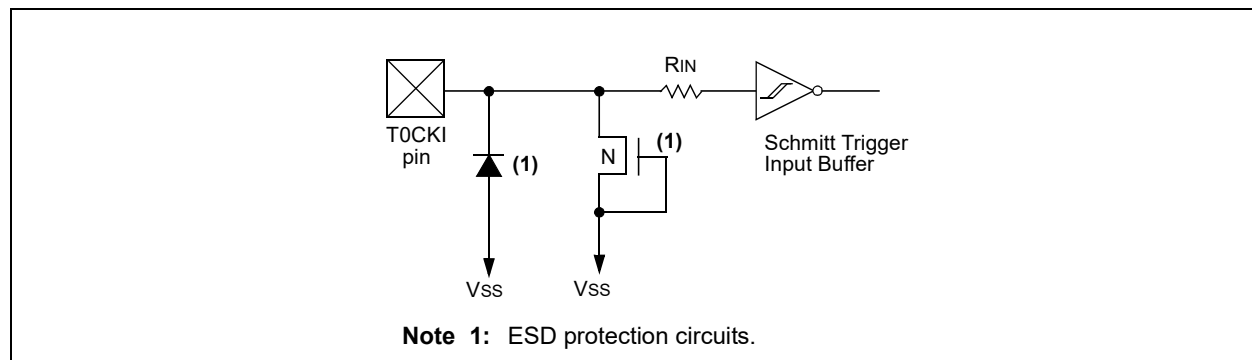 RIN
T0CKI
pin
(1)
N
(1)
Schmitt Trigger
Input Buffer
VSS
VSS
Note 1: ESD protection circuits.